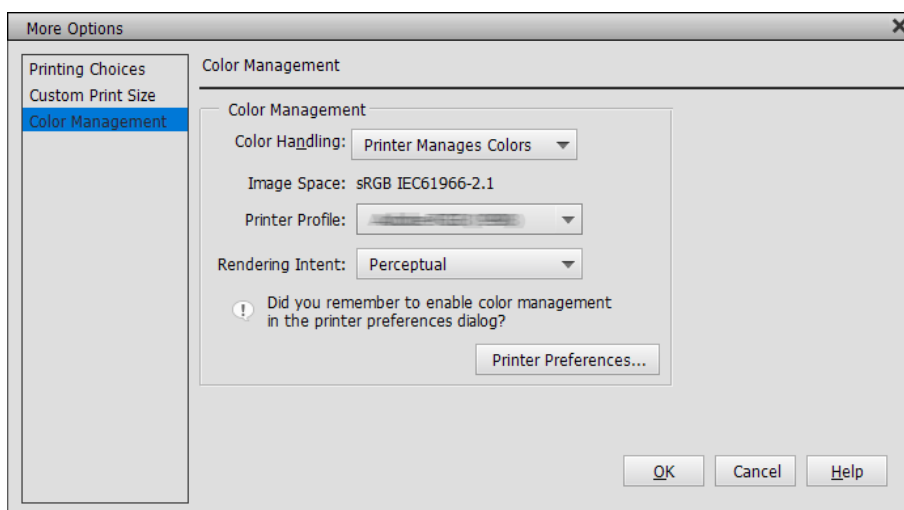 More Options
Printing Choices
Custom Print Size
Color Management
Color Management
Color Management
Color Handling: Printer Manages Colors
Image Space: sRGB IEC61966-2.1
Printer Profile:
Rendering Intent: Perceptual
Did you remember to enable color management
in the printer preferences dialog?
Printer Preferences...
OK Cancel Help